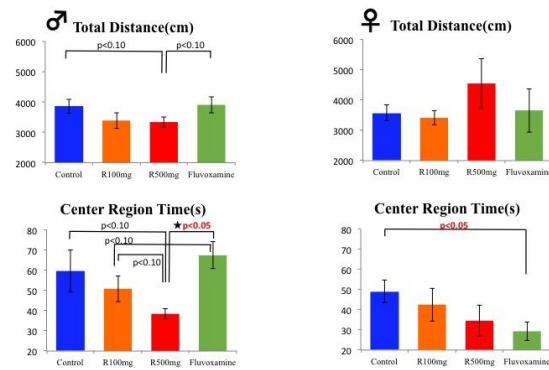 ♂ Total Distance(cm)
p<0.10 p<0.10
6000
5000
4000
3000
2000
Control R100mg R500mg Fluvoxamine
♀ Total Distance(cm)
6000
5000
4000
3000
2000
Control R100mg R500mg Fluvoxamine
Center Region Time(s)
p<0.10 ★p<0.05
p<0.10
p<0.10
80
70
60
50
40
30
20
Control R100mg R500mg Fluvoxamine
Center Region Time(s)
p<0.05
80
70
60
50
40
30
20
Control R100mg R500mg Fluvoxamine